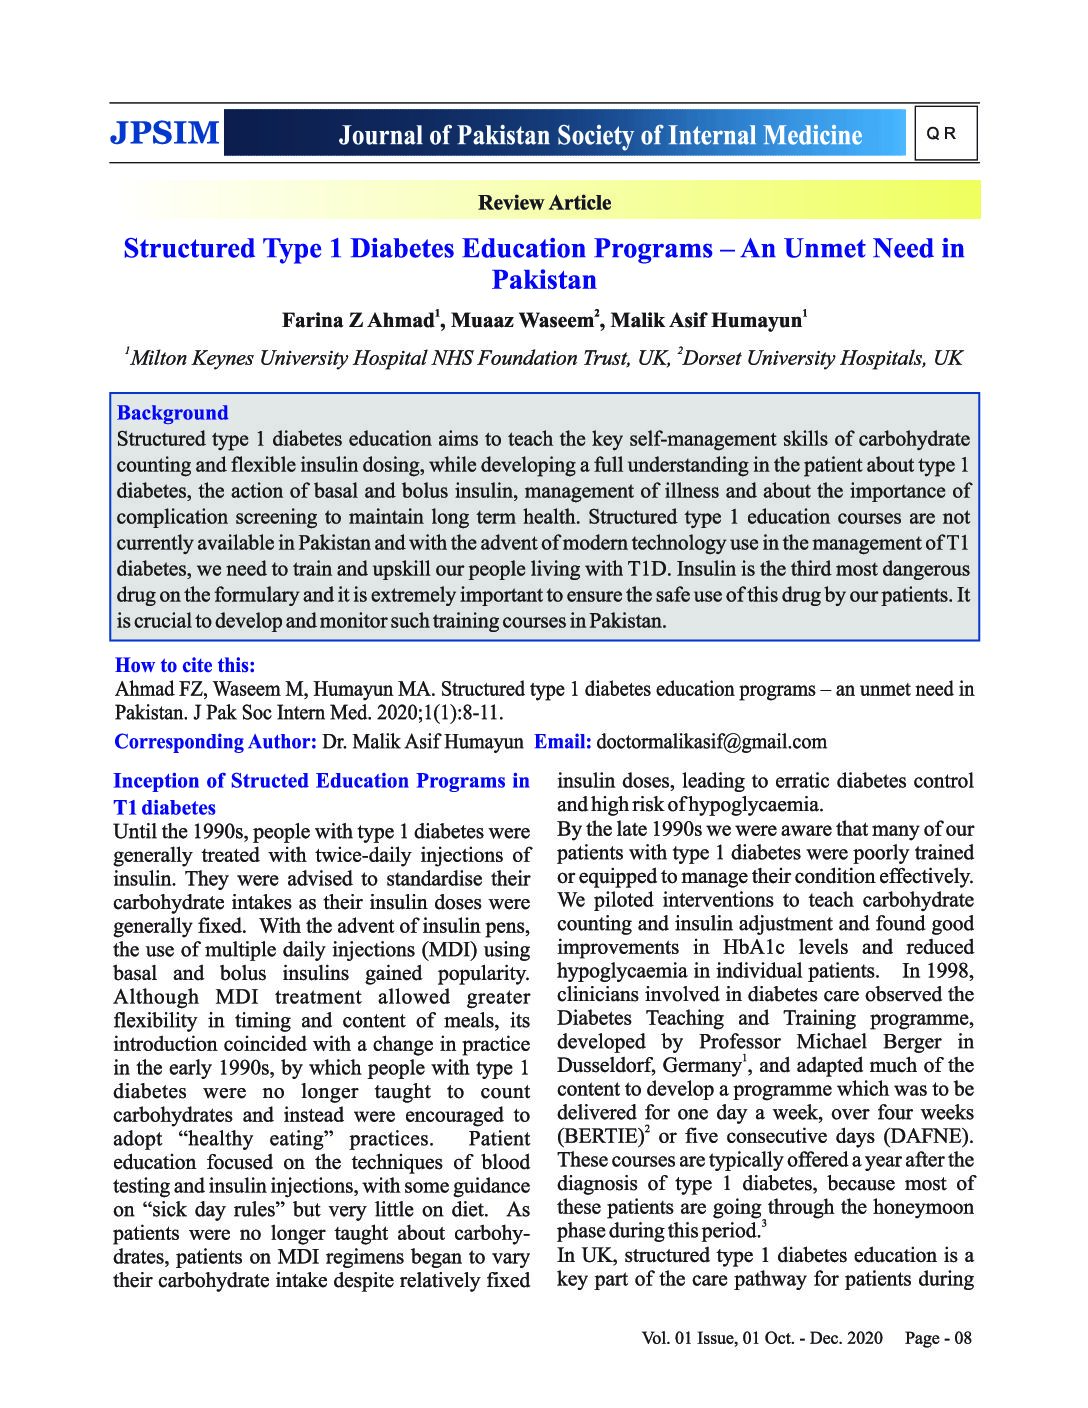 JPSIM
Journal of Pakistan Society of Internal Medicine
QR
Review Article
Structured Type 1 Diabetes Education Programs – An Unmet Need in
Pakistan
Farina Z Ahmad1, Muaaz Waseem2, Malik Asif Humayun1
1Milton Keynes University Hospital NHS Foundation Trust, UK, 2Dorset University Hospitals, UK
Background
Structured type 1 diabetes education aims to teach the key self-management skills of carbohydrate
counting and flexible insulin dosing, while developing a full understanding in the patient about type 1
diabetes, the action of basal and bolus insulin, management of illness and about the importance of
complication screening to maintain long term health. Structured type 1 education courses are not
currently available in Pakistan and with the advent of modern technology use in the management of T1
diabetes, we need to train and upskill our people living with T1D. Insulin is the third most dangerous
drug on the formulary and it is extremely important to ensure the safe use of this drug by our patients. It
is crucial to develop and monitor such training courses in Pakistan.
How to cite this:
Ahmad FZ, Waseem M, Humayun MA. Structured type 1 diabetes education programs – an unmet need in
Pakistan. J Pak Soc Intern Med. 2020;1(1):8-11.
Corresponding Author: Dr. Malik Asif Humayun Email: doctormalikasif@gmail.com
Inception of Structed Education Programs in
T1 diabetes
Until the 1990s, people with type 1 diabetes were
generally treated with twice-daily injections of
insulin. They were advised to standardise their
carbohydrate intakes as their insulin doses were
generally fixed. With the advent of insulin pens,
the use of multiple daily injections (MDI) using
basal and bolus insulins gained popularity.
Although MDI treatment allowed greater
flexibility in timing and content of meals, its
introduction coincided with a change in practice
in the early 1990s, by which people with type 1
diabetes were no longer taught to count
carbohydrates and instead were encouraged to
adopt “healthy eating” practices. Patient
education focused on the techniques of blood
testing and insulin injections, with some guidance
on “sick day rules” but very little on diet. As
patients were no longer taught about carbohy-
drates, patients on MDI regimens began to vary
their carbohydrate intake despite relatively fixed
insulin doses, leading to erratic diabetes control
and high risk of hypoglycaemia.
By the late 1990s we were aware that many of our
patients with type 1 diabetes were poorly trained
or equipped to manage their condition effectively.
We piloted interventions to teach carbohydrate
counting and insulin adjustment and found good
improvements in HbA1c levels and reduced
hypoglycaemia in individual patients. In 1998,
clinicians involved in diabetes care observed the
Diabetes Teaching and Training programme,
developed by Professor Michael Berger in
Dusseldorf, Germany1, and adapted much of the
content to develop a programme which was to be
delivered for one day a week, over four weeks
(BERTIE)2 or five consecutive days (DAFNE).
These courses are typically offered a year after the
diagnosis of type 1 diabetes, because most of
these patients are going through the honeymoon
phase during this period.3
In UK, structured type 1 diabetes education is a
key part of the care pathway for patients during
Vol. 01 Issue, 01 Oct. - Dec. 2020 Page - 08